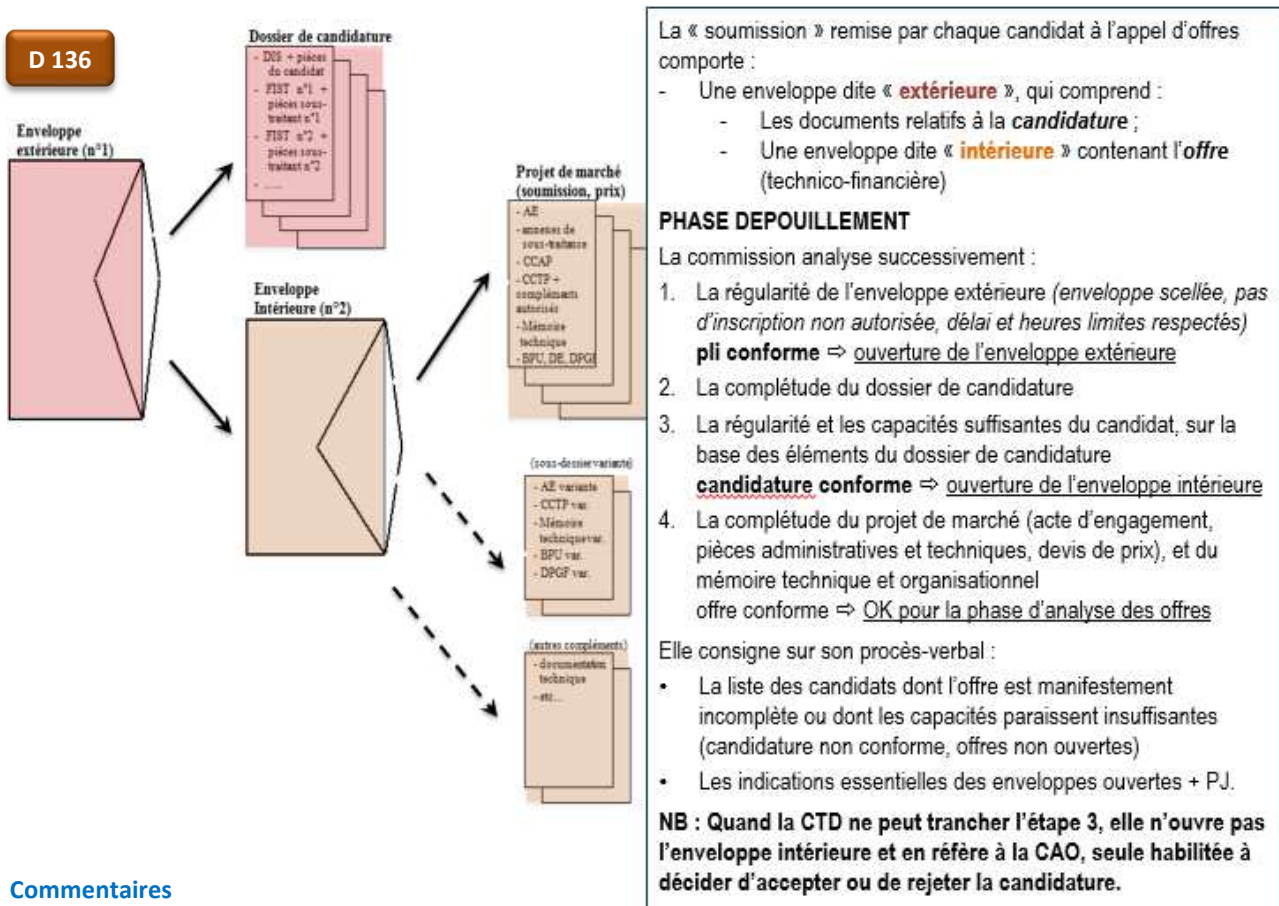 D 136
Dossier de candidature
- DIS + pièces
du candidat
- FIST n°1 +
pièces sous-
traitant n°1
- FIST n°2 +
pièces sous-
traitant n°2
- .....
Enveloppe
extérieure (n°1)
Enveloppe
Intérieure (n°2)
Projet de marché
(soumission, prix)
- AE
- annexes de
sous-traitance
- CCAP
- CCTP +
compléments
autorisés
- Mémoire
technique
- BPU, DE, DPGF
(sous-dossier variante)
- AE variante
- CCTP var.
- Mémoire
technique var.
- BPU var.
- DPGF var.
(autres compléments)
- documentation
technique
- etc...
La « soumission » remise par chaque candidat à l'appel d'offres
comporte :
- Une enveloppe dite « extérieure », qui comprend :
- Les documents relatifs à la candidature ;
- Une enveloppe dite « intérieure » contenant l'offre
(technico-financière)
PHASE DEPOUILLEMENT
La commission analyse successivement :
1. La régularité de l'enveloppe extérieure (enveloppe scellée, pas
d'inscription non autorisée, délai et heures limites respectés)
pli conforme ⇨ ouverture de l'enveloppe extérieure
2. La complétude du dossier de candidature
3. La régularité et les capacités suffisantes du candidat, sur la
base des éléments du dossier de candidature
candidature conforme ⇨ ouverture de l'enveloppe intérieure
4. La complétude du projet de marché (acte d'engagement,
pièces administratives et techniques, devis de prix), et du
mémoire technique et organisationnel
offre conforme ⇨ OK pour la phase d'analyse des offres
Elle consigne sur son procès-verbal :
• La liste des candidats dont l'offre est manifestement
incomplète ou dont les capacités paraissent insuffisantes
(candidature non conforme, offres non ouvertes)
• Les indications essentielles des enveloppes ouvertes + PJ.
NB : Quand la CTD ne peut trancher l'étape 3, elle n'ouvre pas
l'enveloppe intérieure et en réfère à la CAO, seule habilitée à
décider d'accepter ou de rejeter la candidature.
Commentaires